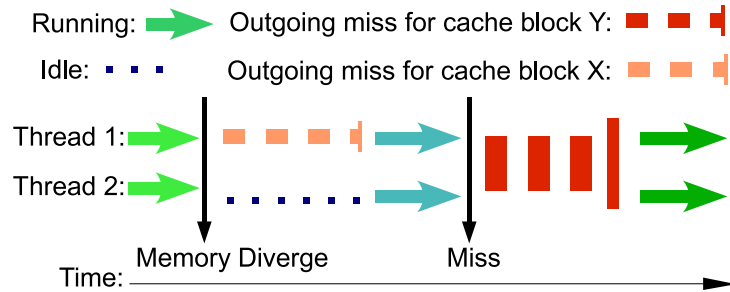 Running: Outgoing miss for cache block Y:
Idle: Outgoing miss for cache block X:
Thread 1:
Thread 2:
Memory Diverge Miss
Time: